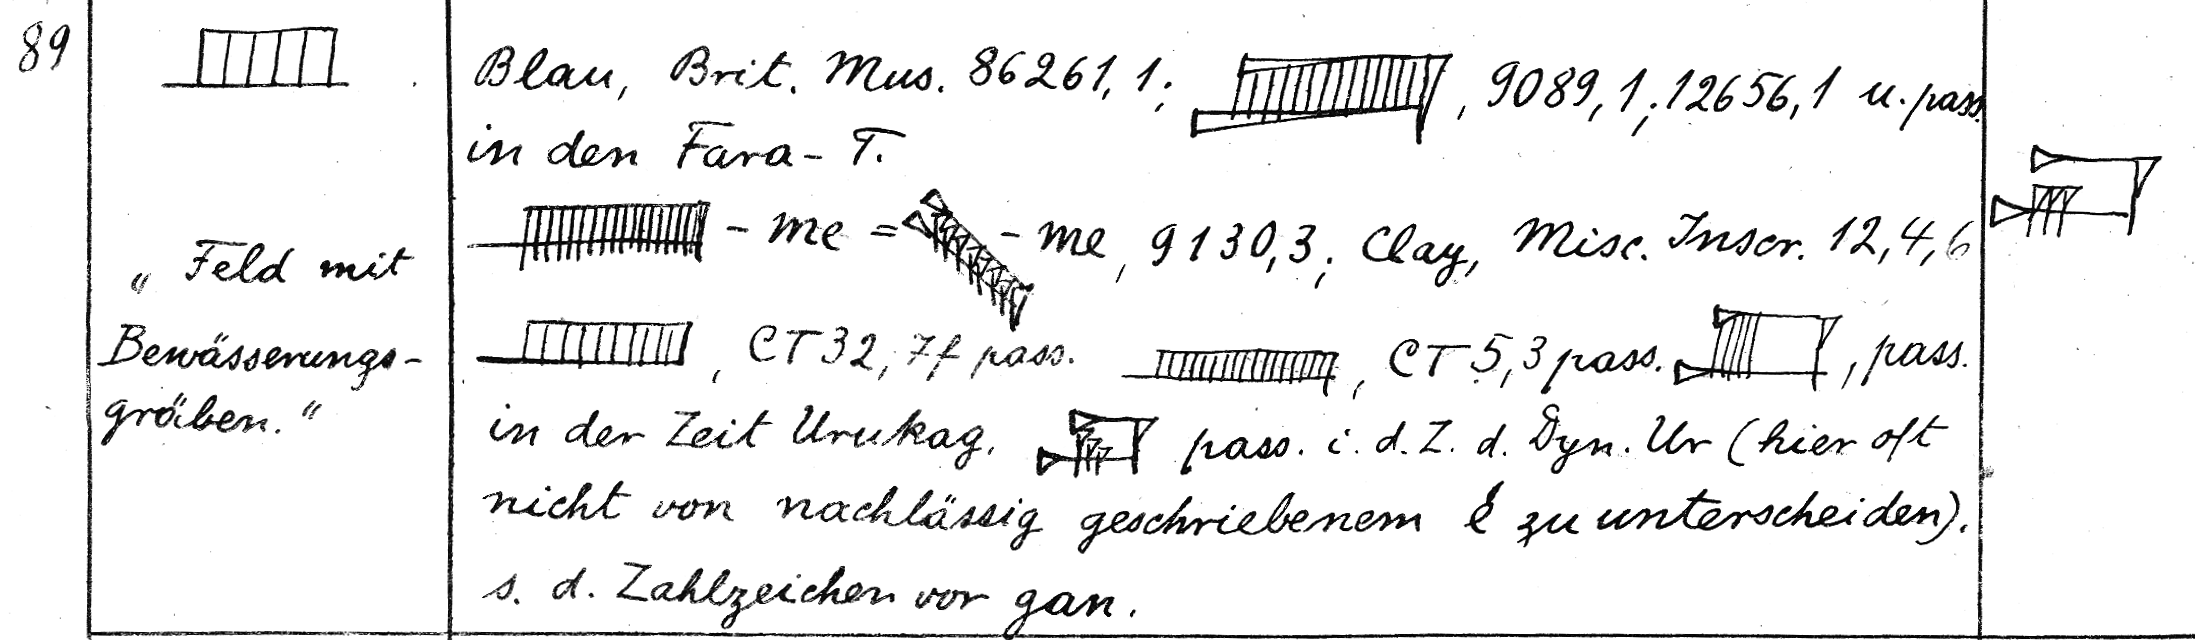 89
„ Feld mit
Bewässerungs-
gräben. “
Blau, Brit. Mus. 86261, 1; , 9089, 1; 12656, 1 u. pass.
in den Fara - T.
- me = - me, 9130, 3; Clay, Misc. Inscr. 12, 4, 6
, CT 32, 7f pass. , CT 5, 3 pass. , pass.
in der Zeit Urukag. pass. i. d. Z. d. Dyn. Ur (hier oft
nicht von nachlässig geschriebenem é zu unterscheiden).
s. d. Zahlzeichen vor gan.